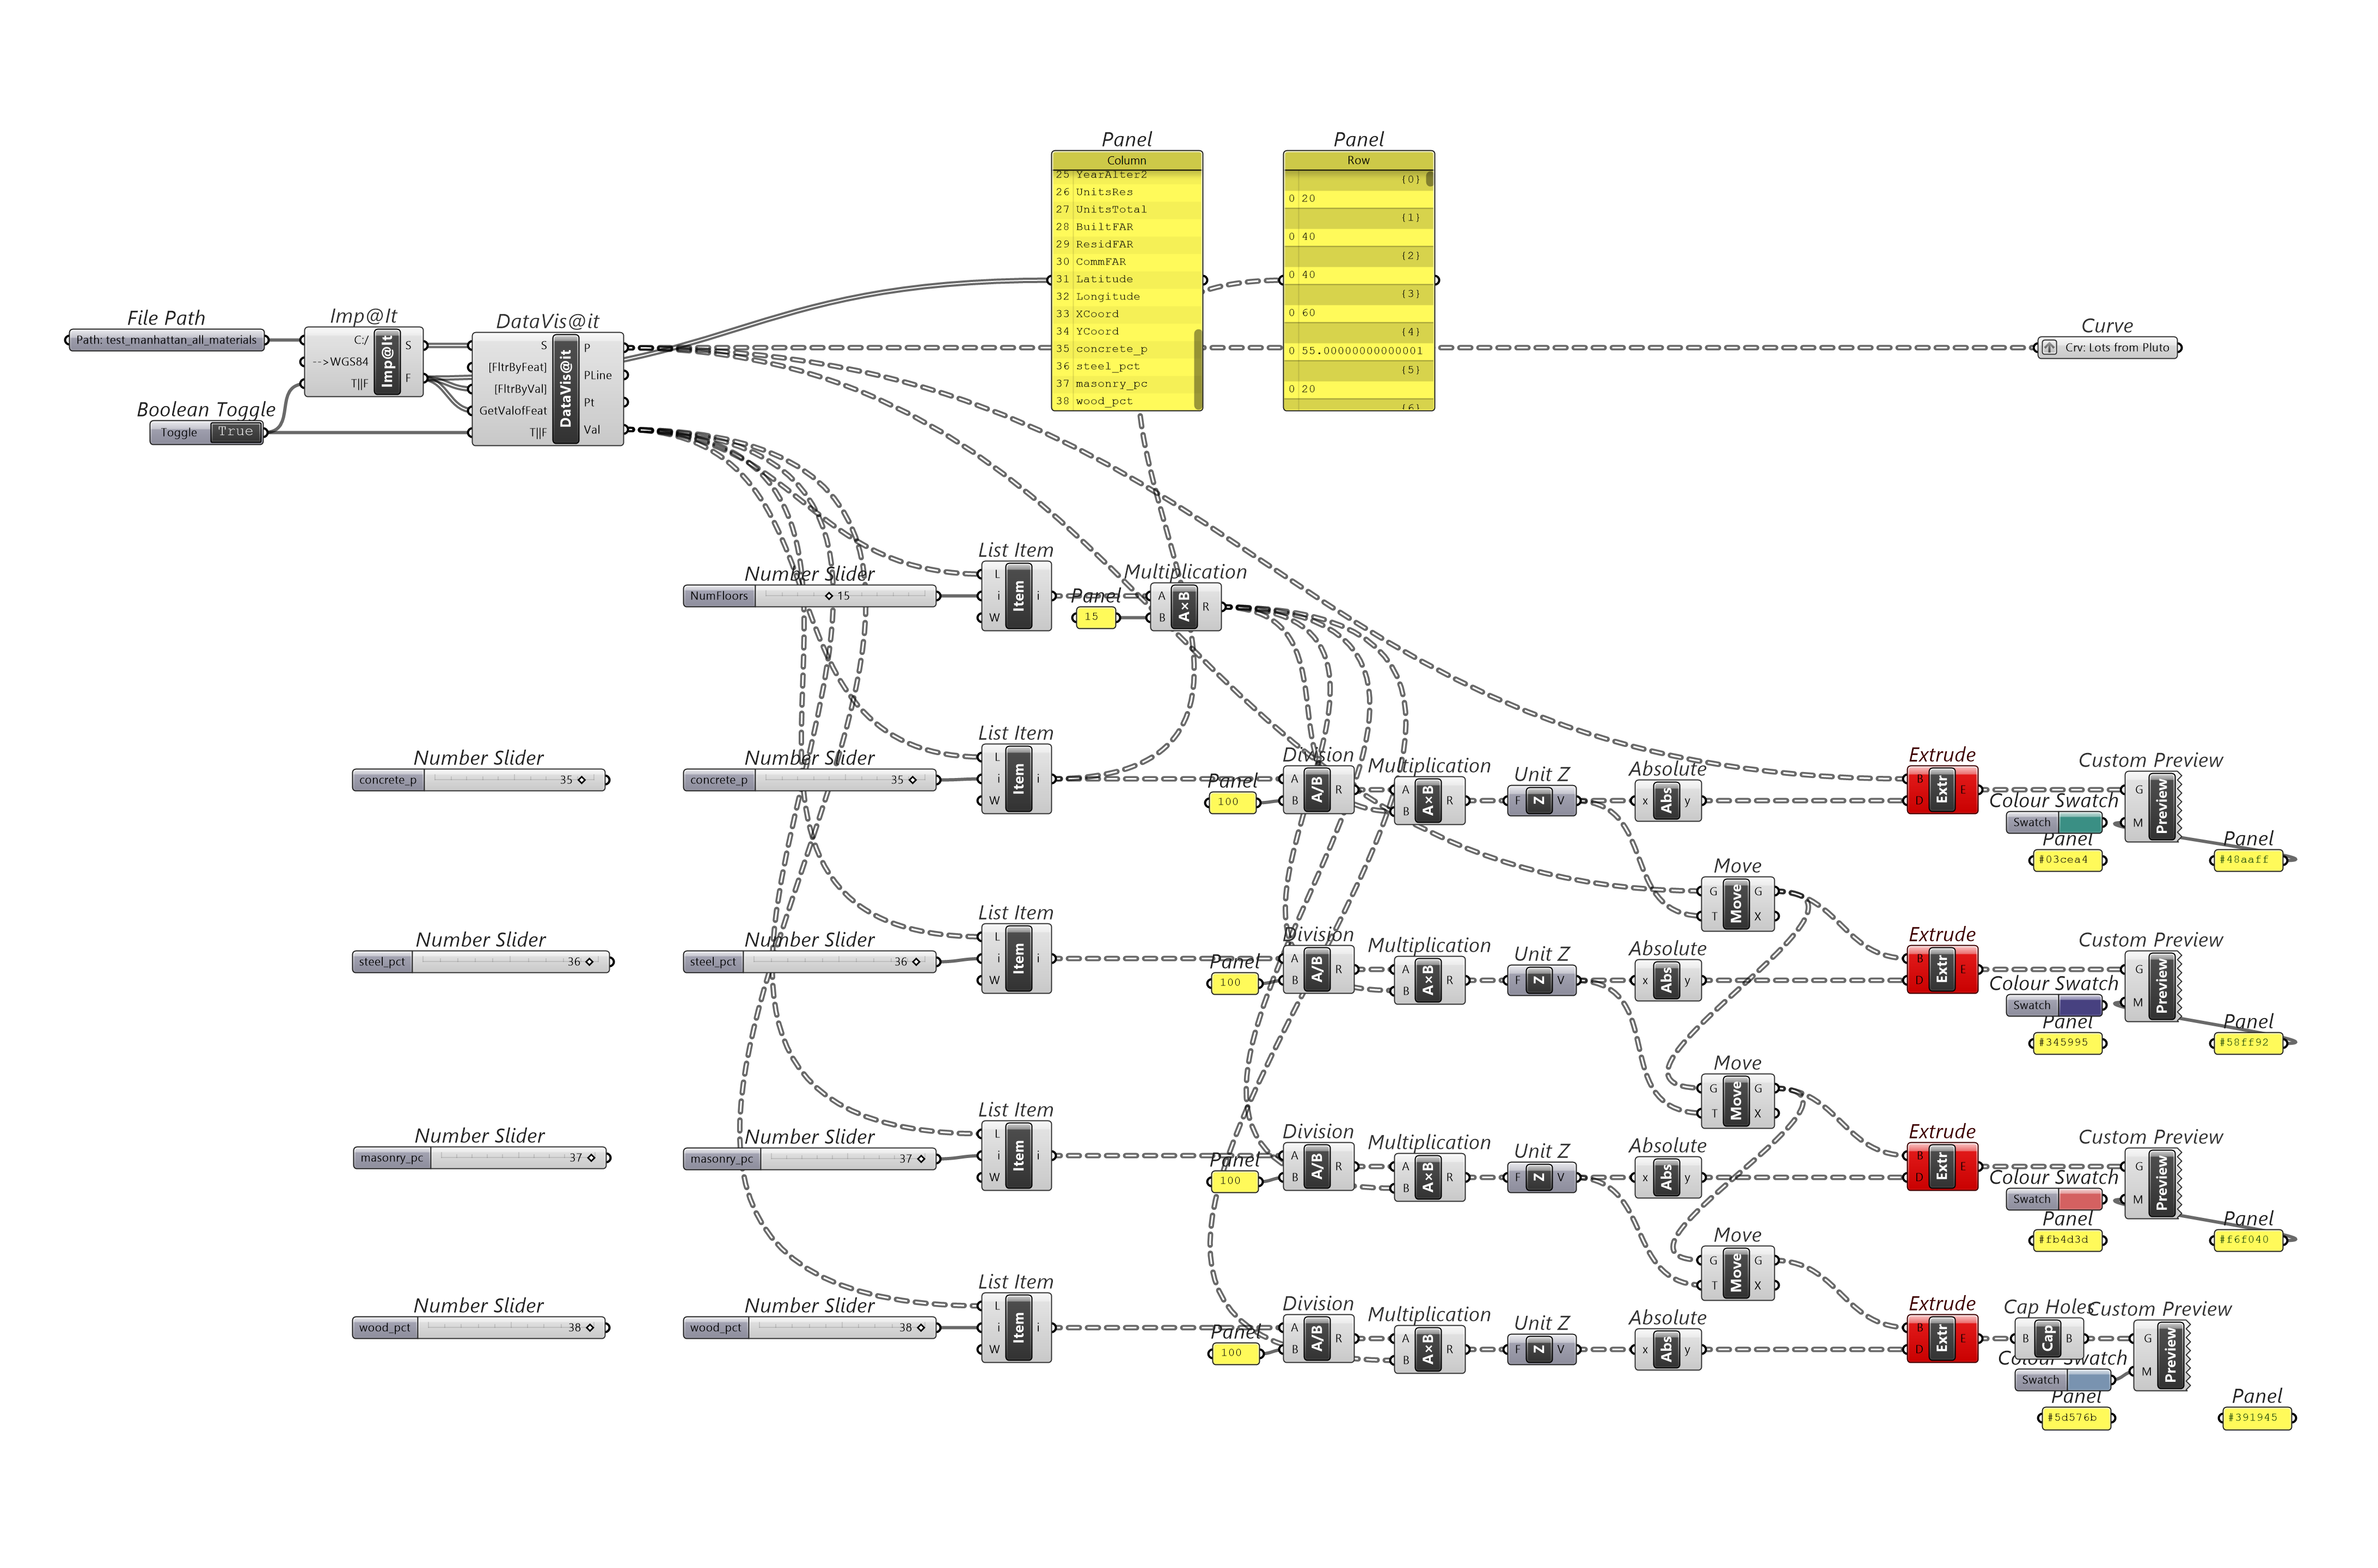 Panel
Column
25 YearAlter2
26 UnitsRes
27 UnitsTotal
28 BuiltFAR
29 ResidFAR
30 CommFAR
31 Latitude
32 Longitude
33 XCoord
34 YCoord
35 concrete_p
36 steel_pct
37 masonry_pc
38 wood_pct
Panel
Row
{0}
0 20
{1}
0 40
{2}
0 40
{3}
0 60
{4}
0 55.00000000000001
{5}
0 20
{6}
File Path
Path: test_manhattan_all_materials
Boolean Toggle
Toggle True
Imp@It
C:/
-->WGS84
T||F
Imp@It
S
F
DataVis@it
S
[FltrByFeat]
[FltrByVal]
GetValofFeat
T||F
DataVis@it
P
PLine
Pt
Val
Curve
Crv: Lots from Pluto
Number Slider
NumFloors 15
List Item
L
i
W
Item
i
Panel
15
Multiplication
A
B
A×B
R
Number Slider
concrete_p 35
Number Slider
concrete_p 35
List Item
L
i
W
Item
i
Panel
100
Division
A
B
A/B
R
Multiplication
A
B
A×B
R
Unit Z
F Z V
Absolute
x Abs y
Extrude
B
D
Extr
E
Custom Preview
G
M
Preview
Colour Swatch
Swatch
Panel
#03cea4
Panel
#48aaff
Move
G
T
Move
G
X
Number Slider
steel_pct 36
Number Slider
steel_pct 36
List Item
L
i
W
Item
i
Panel
100
Division
A
B
A/B
R
Multiplication
A
B
A×B
R
Unit Z
F Z V
Absolute
x Abs y
Extrude
B
D
Extr
E
Custom Preview
G
M
Preview
Colour Swatch
Swatch
Panel
#345995
Panel
#58ff92
Move
G
T
Move
G
X
Number Slider
masonry_pc 37
Number Slider
masonry_pc 37
List Item
L
i
W
Item
i
Panel
100
Division
A
B
A/B
R
Multiplication
A
B
A×B
R
Unit Z
F Z V
Absolute
x Abs y
Extrude
B
D
Extr
E
Custom Preview
G
M
Preview
Colour Swatch
Swatch
Panel
#fb4d3d
Panel
#f6f040
Move
G
T
Move
G
X
Number Slider
wood_pct 38
Number Slider
wood_pct 38
List Item
L
i
W
Item
i
Panel
100
Division
A
B
A/B
R
Multiplication
A
B
A×B
R
Unit Z
F Z V
Absolute
x Abs y
Extrude
B
D
Extr
E
Cap Holes
B Cap B
Custom Preview
G
M
Preview
Colour Swatch
Swatch
Panel
#5d576b
Panel
#391945